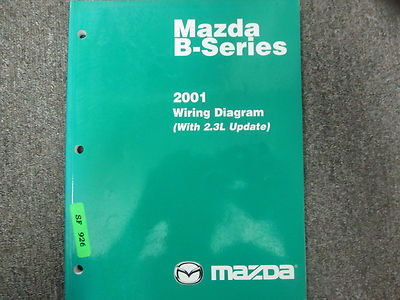 Mazda
B-Series
2001
Wiring Diagram
(With 2.3L Update)
SF 926
mazda